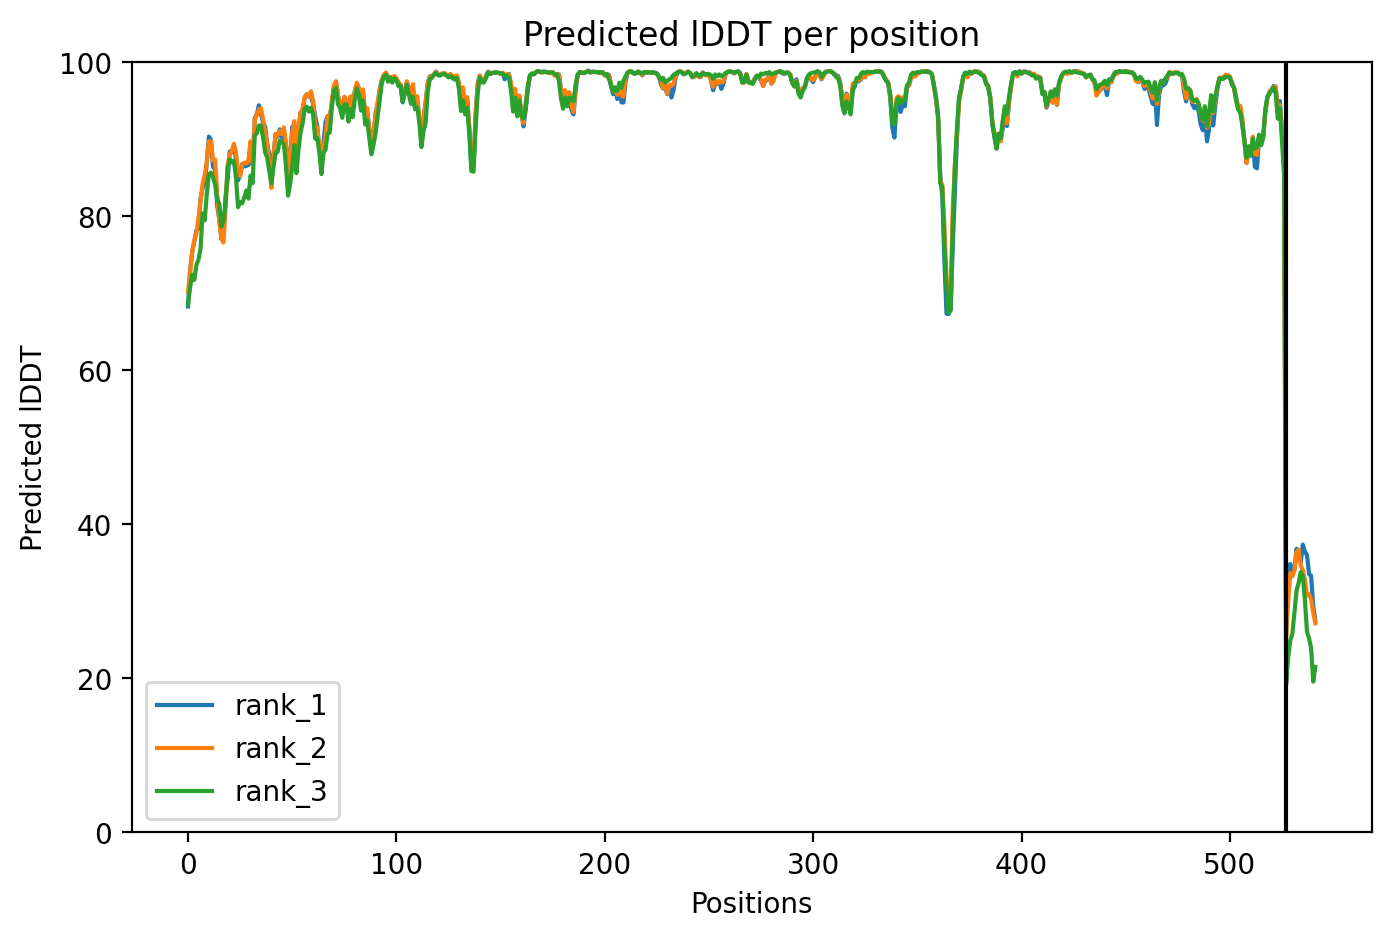 Predicted lDDT per position
100
80
60
40
20
0
Predicted lDDT
rank_1
rank_2
rank_3
0 100 200 300 400 500
Positions